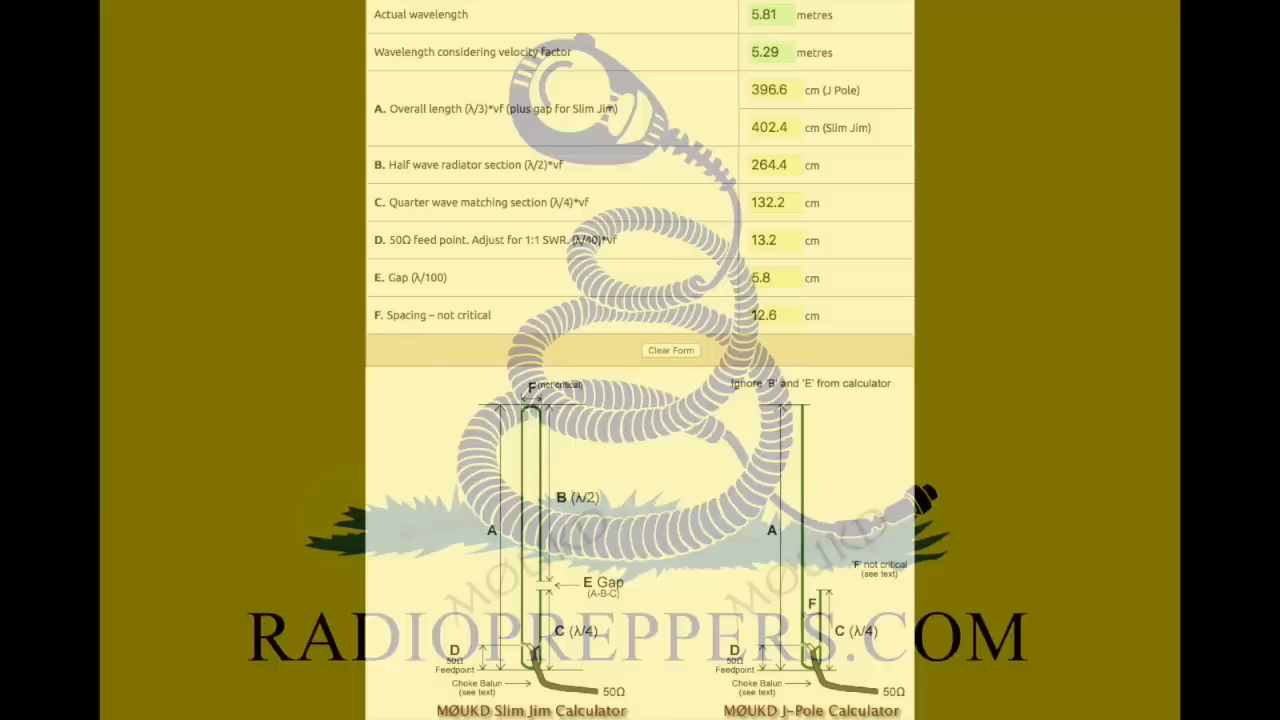 Actual wavelength 5.81 metres
Wavelength considering velocity factor 5.29 metres
A. Overall length (λ/3)*vf (plus gap for Slim Jim) 396.6 cm (J Pole)
402.4 cm (Slim Jim)
B. Half wave radiator section (λ/2)*vf 264.4 cm
C. Quarter wave matching section (λ/4)*vf 132.2 cm
D. 50Ω feed point. Adjust for 1:1 SWR. (λ/40)*vf 13.2 cm
E. Gap (λ/100) 5.8 cm
F. Spacing – not critical 12.6 cm
Clear Form
F (not critical)
Ignore 'B' and 'E' from calculator
B (λ/2)
A
A
E Gap
(A-B-C)
'F' not critical
(see text)
F
C (λ/4)
C (λ/4)
MØUKD
MØUKD
RADIOPREPPERS.COM
D
50Ω
Feedpoint
D
50Ω
Feedpoint
Choke Balun
(see text)
50Ω
Choke Balun
(see text)
50Ω
MØUKD Slim Jim Calculator
MØUKD J-Pole Calculator